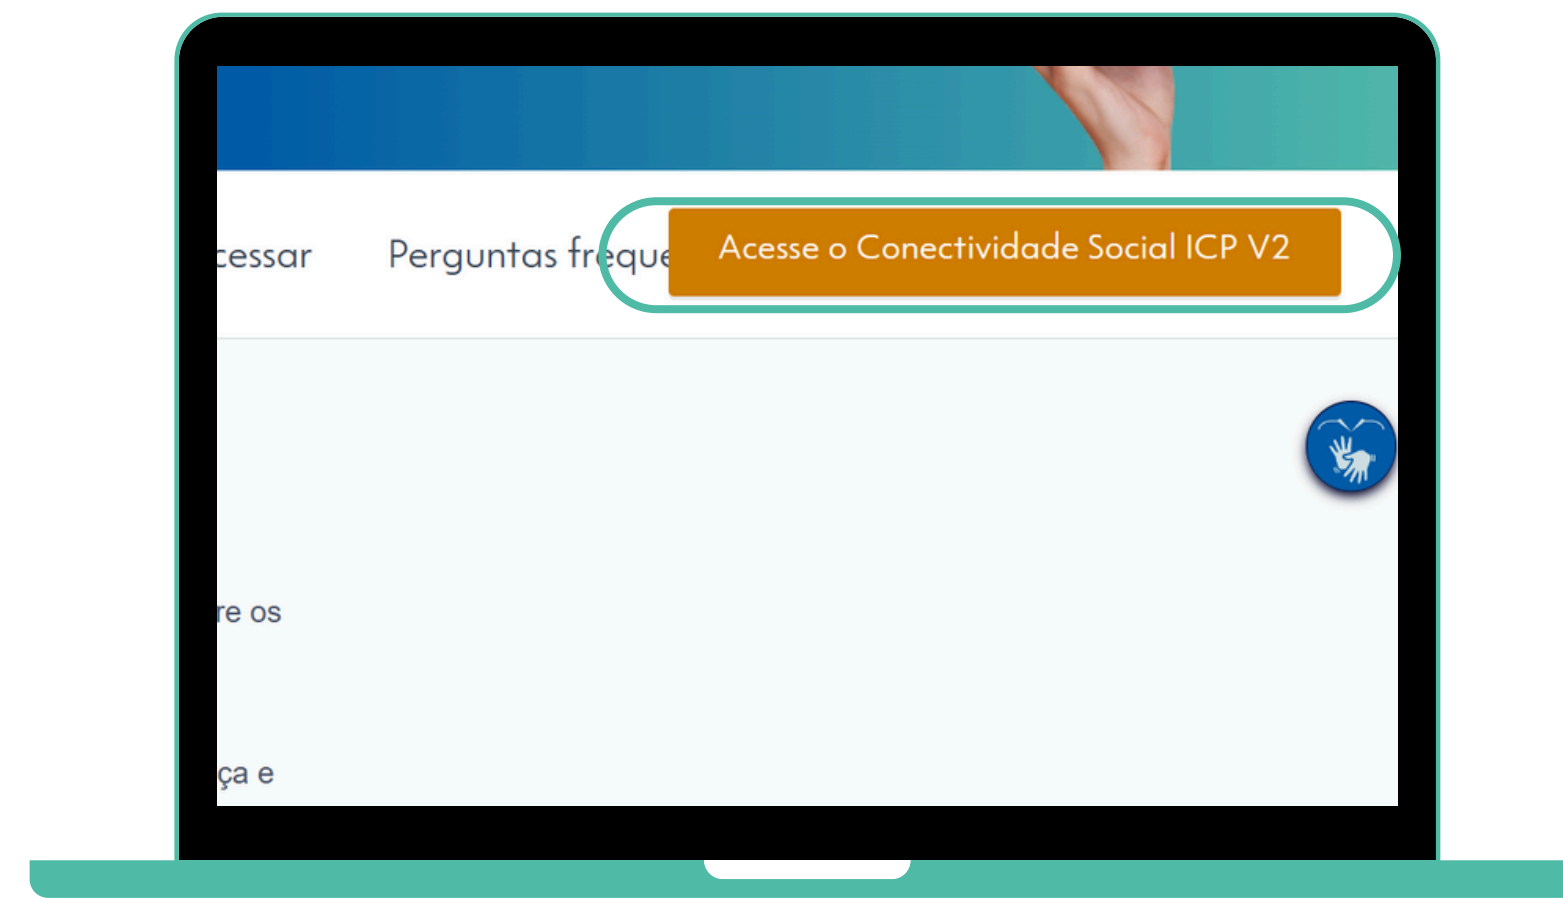 cessar Perguntas freque Acesse o Conectividade Social ICP V2
re os
ça e